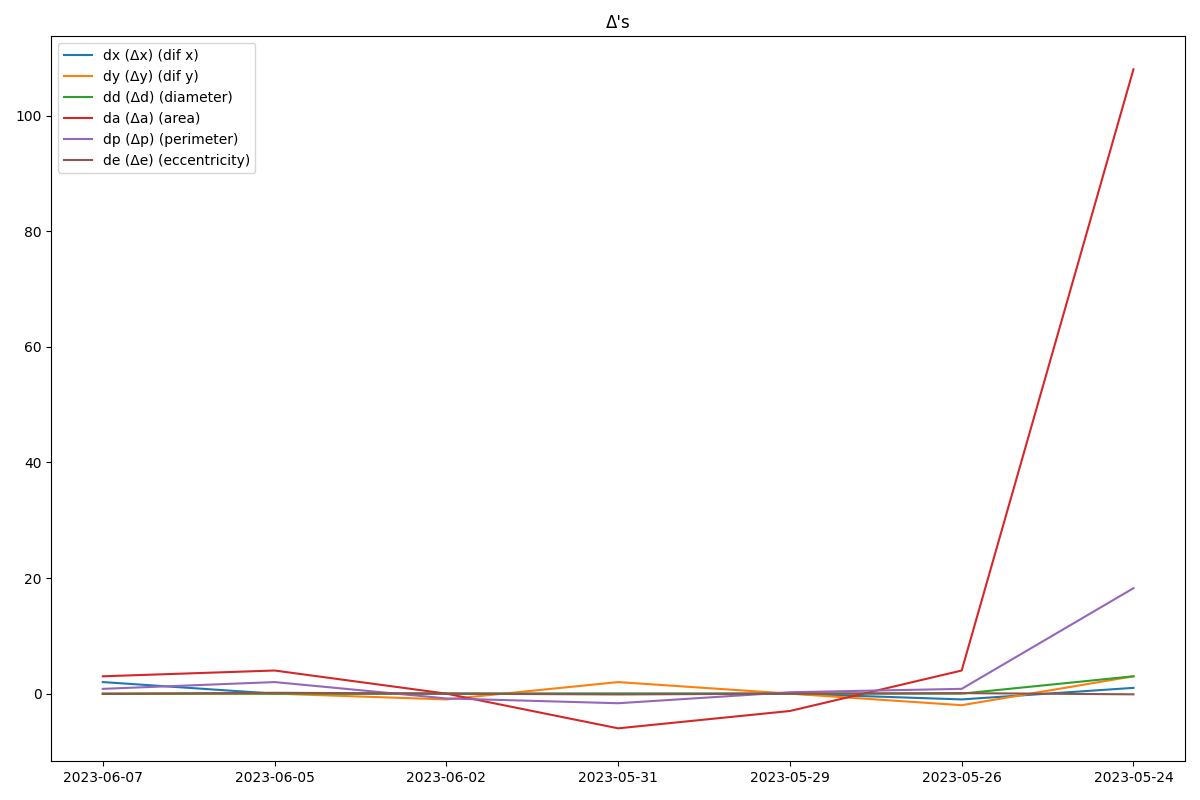 Δ's
dx (Δx) (dif x)
dy (Δy) (dif y)
dd (Δd) (diameter)
da (Δa) (area)
dp (Δp) (perimeter)
de (Δe) (eccentricity)
100
80
60
40
20
0
2023-06-07 2023-06-05 2023-06-02 2023-05-31 2023-05-29 2023-05-26 2023-05-24